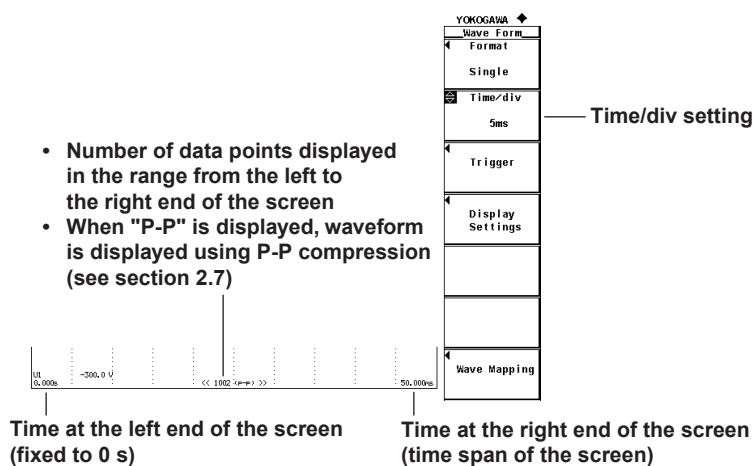 YOKOGAWA ◆
Wave Form
Format
Single
Time/div
5ms
Time/div setting
Trigger
Display
Settings
Wave Mapping
• Number of data points displayed
in the range from the left to
the right end of the screen
• When "P-P" is displayed, waveform
is displayed using P-P compression
(see section 2.7)
U1 -300.0 V
0.000s << 1002 (p-p) >> 50.000ms
Time at the left end of the screen
(fixed to 0 s)
Time at the right end of the screen
(time span of the screen)